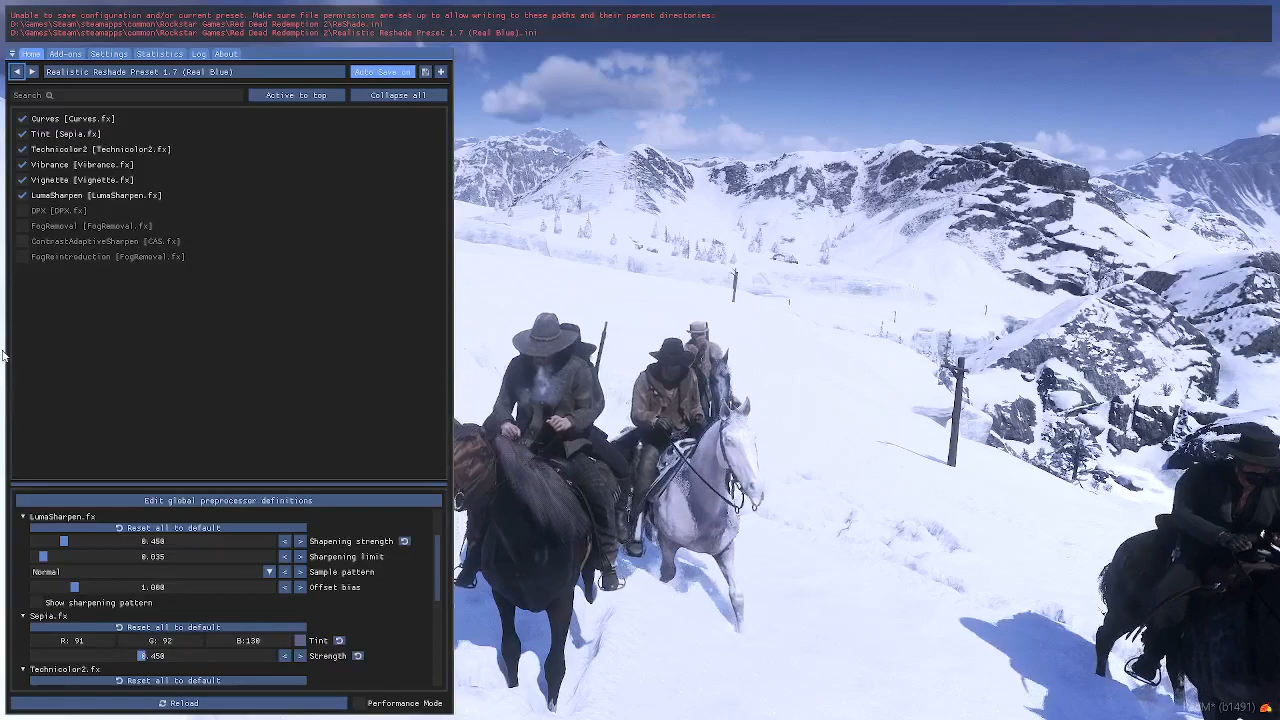 Unable to save configuration and/or current preset. Make sure file permissions are set up to allow writing to these paths and their parent directories:
D:\Games\Steam\steamapps\common\Rockstar Games\Red Dead Redemption 2\ReShade.ini
D:\Games\Steam\steamapps\common\Rockstar Games\Red Dead Redemption 2\Realistic Reshade Preset 1.7 (Real Blue).ini
Home Add-ons Settings Statistics Log About
Realistic Reshade Preset 1.7 (Real Blue) Auto Save on
Search Active to top Collapse all
Curves [Curves.fx]
Tint [Sepia.fx]
Technicolor2 [Technicolor2.fx]
Vibrance [Vibrance.fx]
Vignette [Vignette.fx]
LumaSharpen [LumaSharpen.fx]
DPX [DPX.fx]
FogRemoval [FogRemoval.fx]
ContrastAdaptiveSharpen [CAS.fx]
FogReintroduction [FogRemoval.fx]
Edit global preprocessor definitions
LumaSharpen.fx
Reset all to default
0.450 < > Shapening strength
0.035 < > Sharpening limit
Normal < > Sample pattern
1.000 < > Offset bias
Show sharpening pattern
Sepia.fx
Reset all to default
R: 91 G: 92 B:130 Tint
0.450 < > Strength
Technicolor2.fx
Reset all to default
Reload Performance Mode
RedM* (b1491)